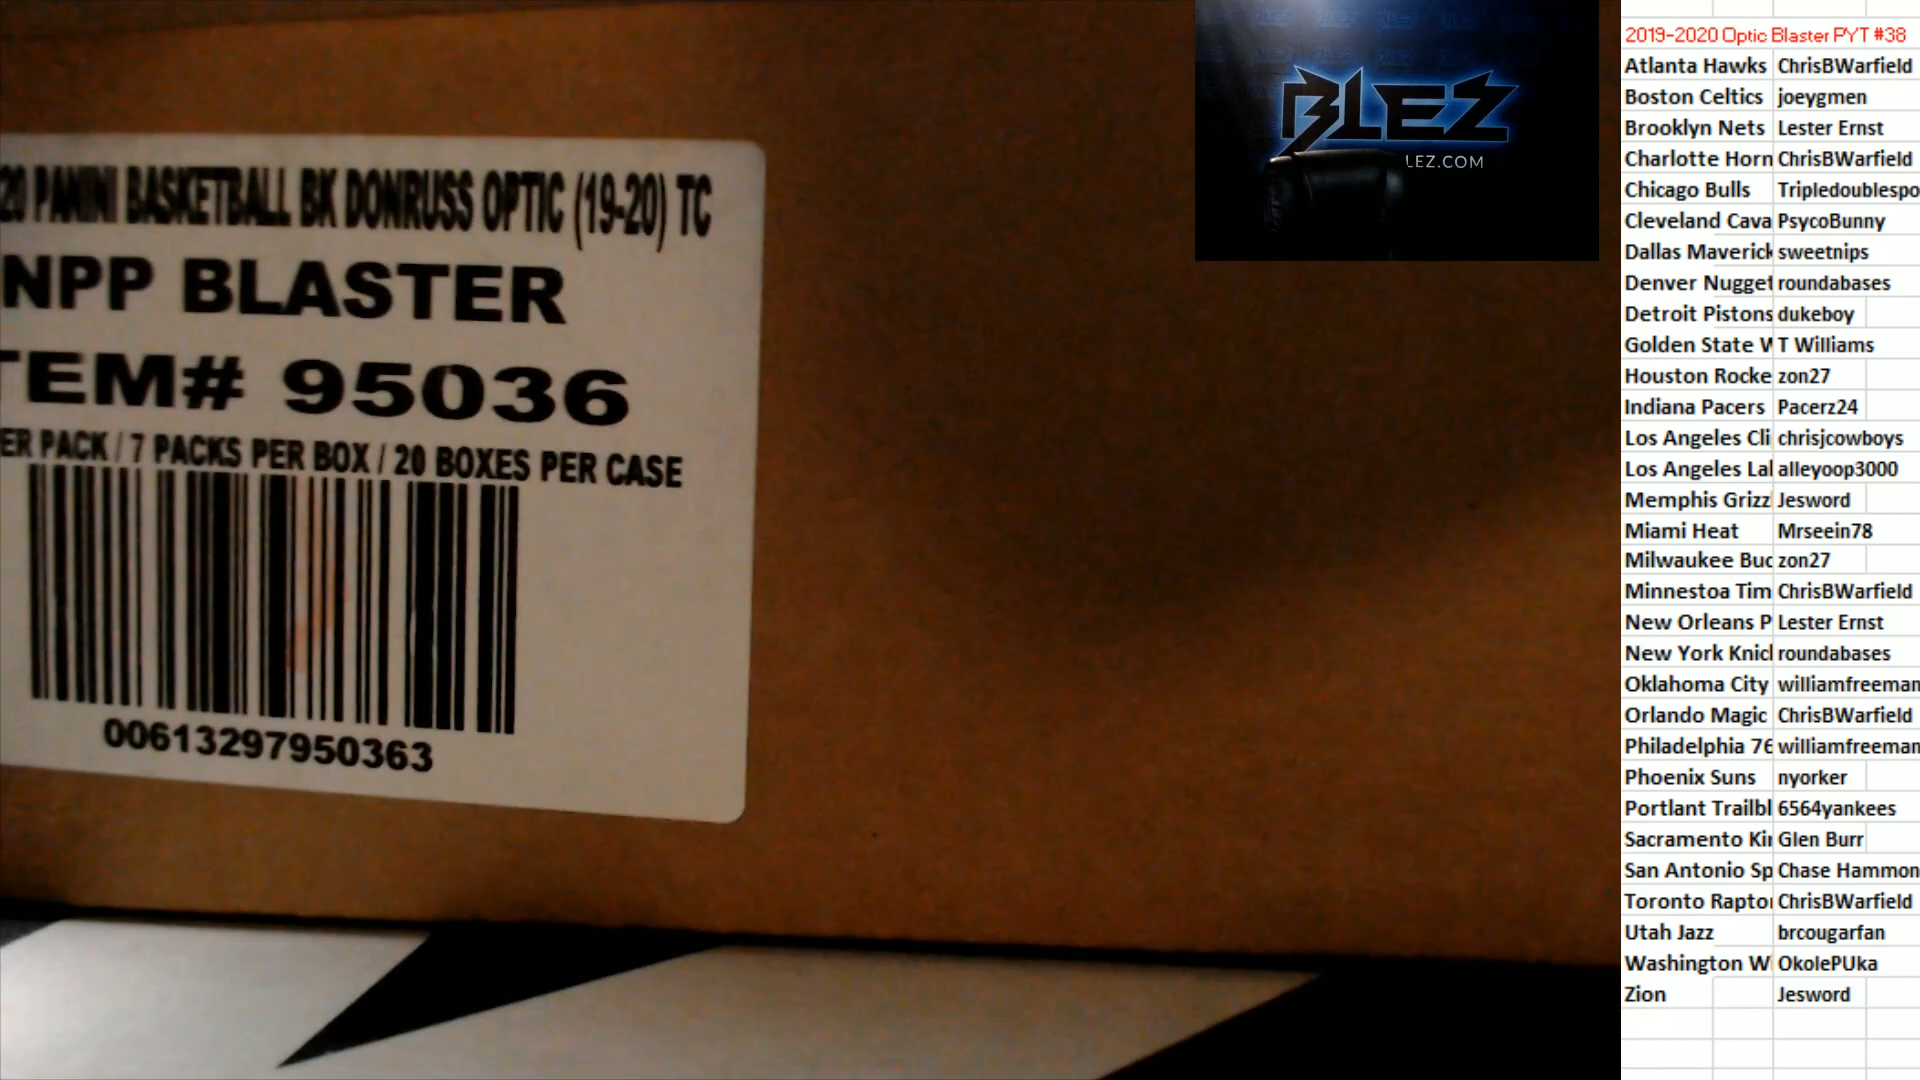 20 PANINI BASKETBALL BK DONRUSS OPTIC (19-20) TC
NPP BLASTER
TEM# 95036
ER PACK / 7 PACKS PER BOX / 20 BOXES PER CASE
00613297950363
BLEZ
LEZ.COM
2019-2020 Optic Blaster PYT #38
Atlanta Hawks ChrisBWarfield
Boston Celtics joeygmen
Brooklyn Nets Lester Ernst
Charlotte Horn ChrisBWarfield
Chicago Bulls Tripledoublespo
Cleveland Cava PsycoBunny
Dallas Maverick sweetnips
Denver Nugget roundabases
Detroit Pistons dukeboy
Golden State W T Williams
Houston Rocke zon27
Indiana Pacers Pacerz24
Los Angeles Cli chrisjcowboys
Los Angeles Lal alleyoop3000
Memphis Grizzl Jesword
Miami Heat Mrseein78
Milwaukee Buc zon27
Minnestoa Tim ChrisBWarfield
New Orleans P Lester Ernst
New York Knicl roundabases
Oklahoma City williamfreeman
Orlando Magic ChrisBWarfield
Philadelphia 76 williamfreeman
Phoenix Suns nyorker
Portlant Trailbl 6564yankees
Sacramento Kin Glen Burr
San Antonio Sp Chase Hammon
Toronto Raptor ChrisBWarfield
Utah Jazz brcougarfan
Washington Wi OkolePUka
Zion Jesword